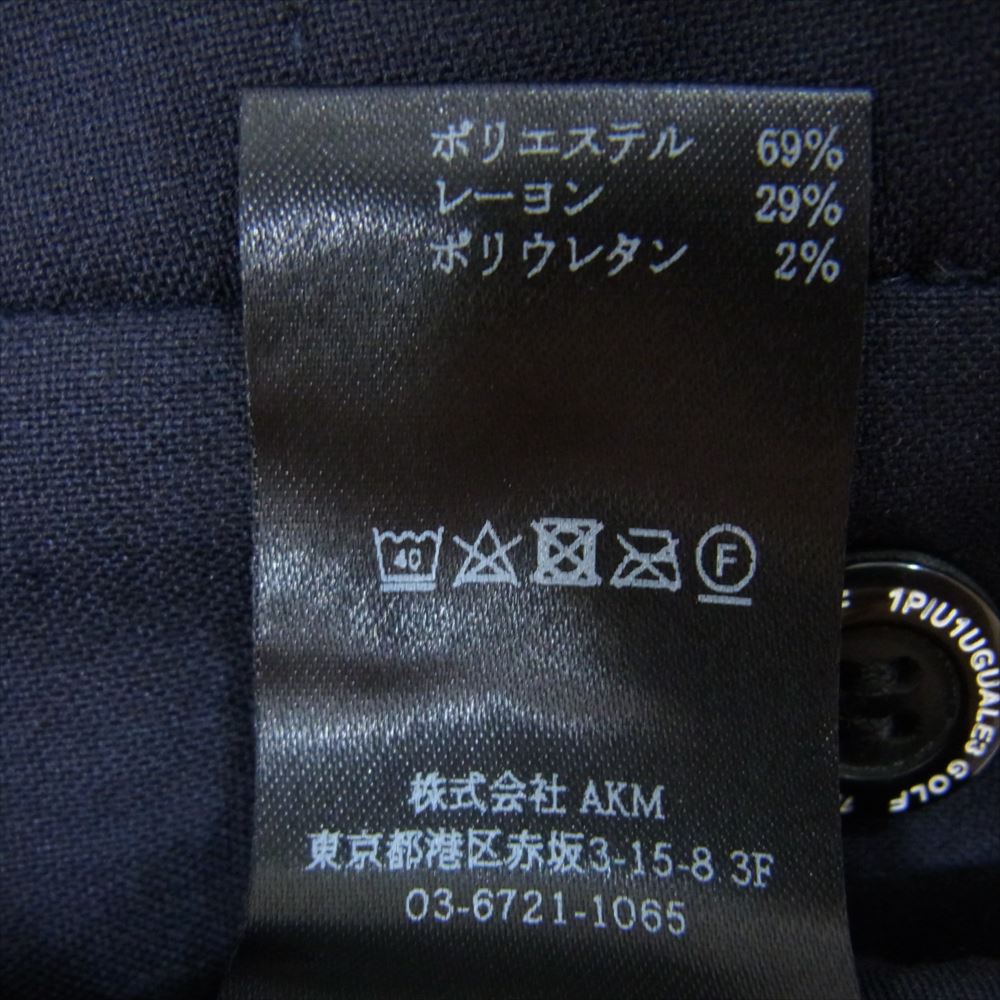 ポリエステル 69%
レーヨン 29%
ポリウレタン 2%
40
F
1PIU1UGUALE3 GOLF
株式会社 AKM
東京都港区赤坂3-15-8 3F
03-6721-1065